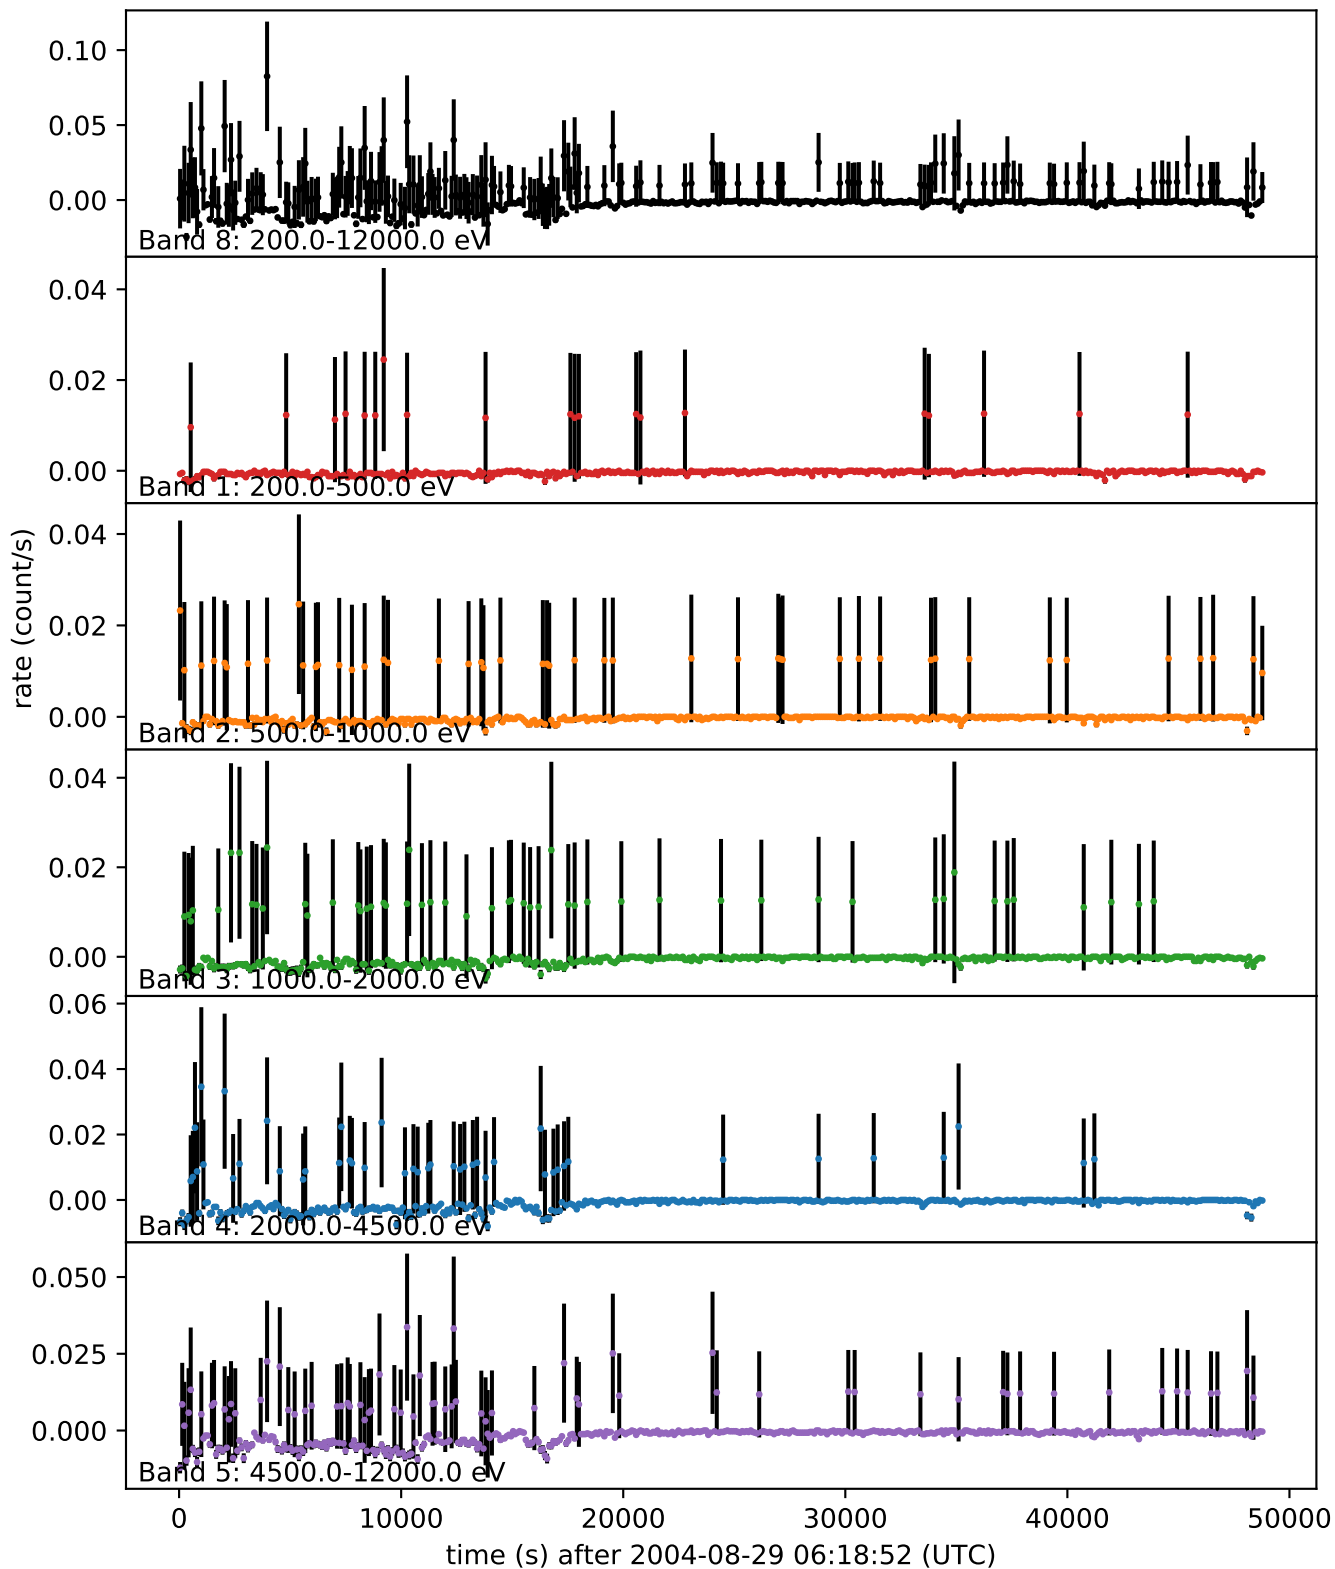 0.10
0.05
0.00
Band 8: 200.0-12000.0 eV
0.04
0.02
0.00
Band 1: 200.0-500.0 eV
rate (count/s)
0.04
0.02
0.00
Band 2: 500.0-1000.0 eV
0.04
0.02
0.00
Band 3: 1000.0-2000.0 eV
0.06
0.04
0.02
0.00
Band 4: 2000.0-4500.0 eV
0.050
0.025
0.000
Band 5: 4500.0-12000.0 eV
0 10000 20000 30000 40000 50000
time (s) after 2004-08-29 06:18:52 (UTC)